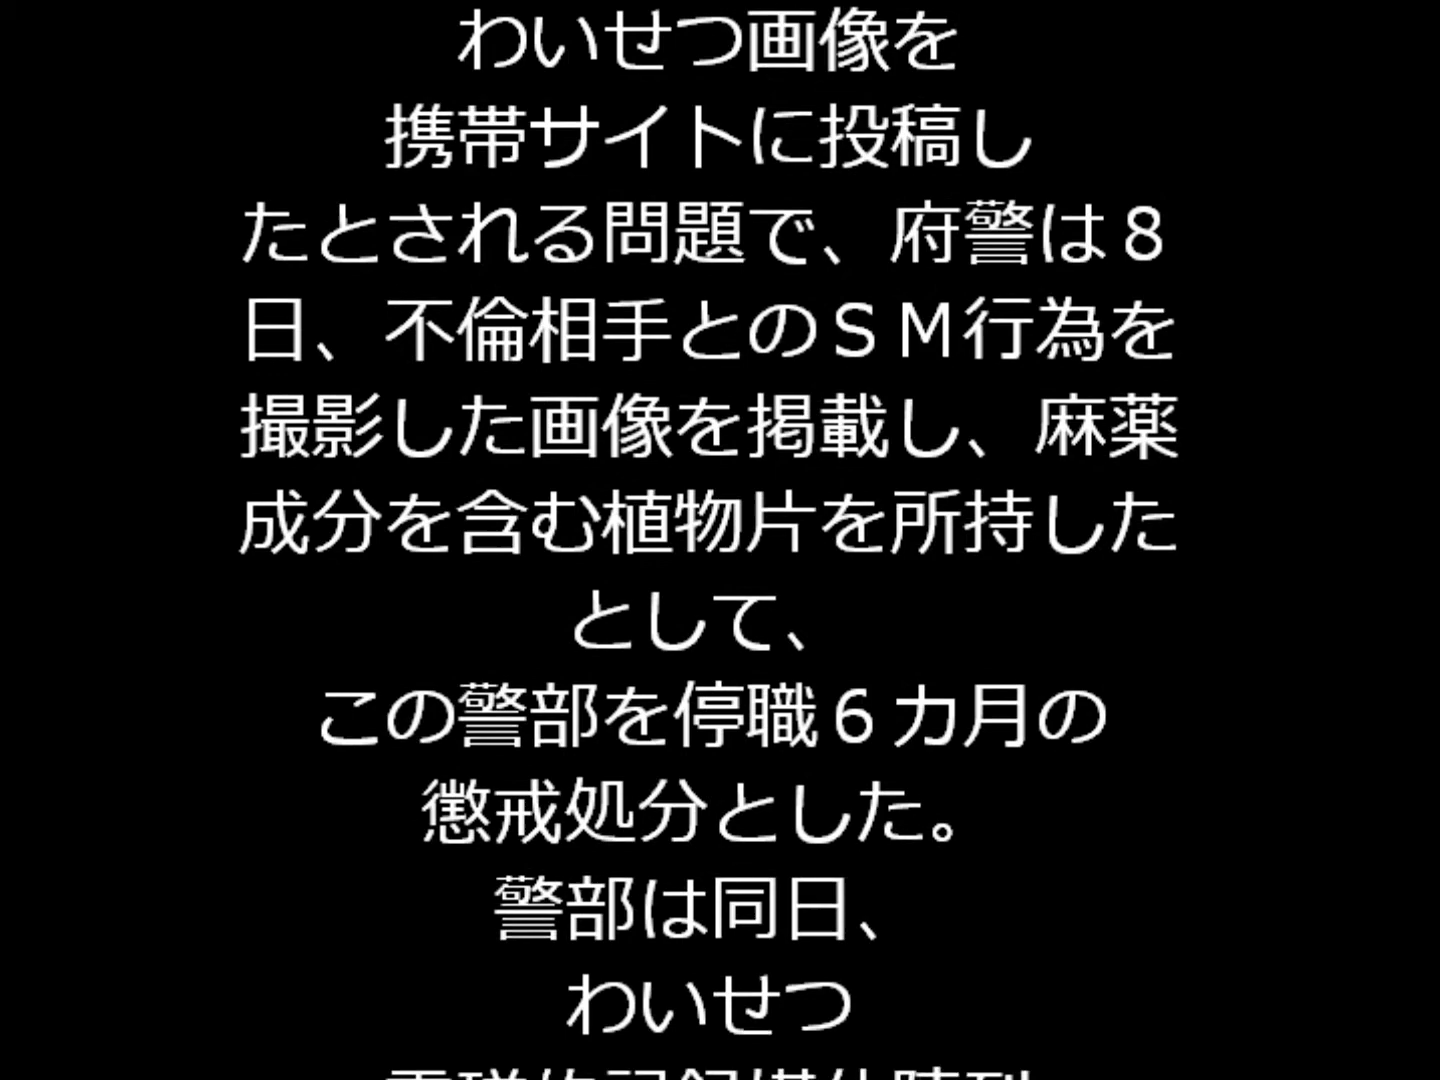 わいせつ画像を
携帯サイトに投稿し
たとされる問題で、府警は８
日、不倫相手とのＳＭ行為を
撮影した画像を掲載し、麻薬
成分を含む植物片を所持した
として、
この警部を停職６カ月の
懲戒処分とした。
警部は同日、
わいせつ